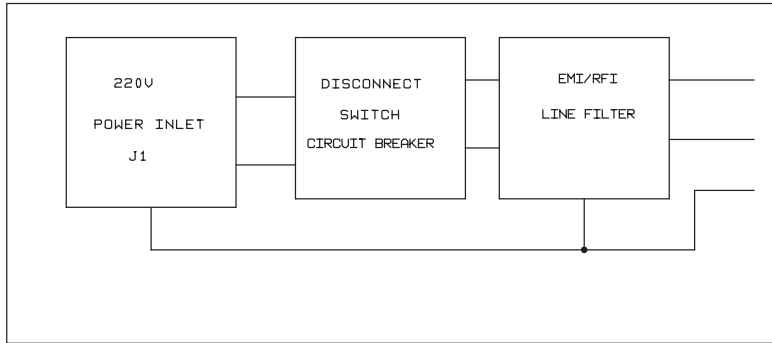 220V
POWER INLET
J1
DISCONNECT
SWITCH
CIRCUIT BREAKER
EMI/RFI
LINE FILTER